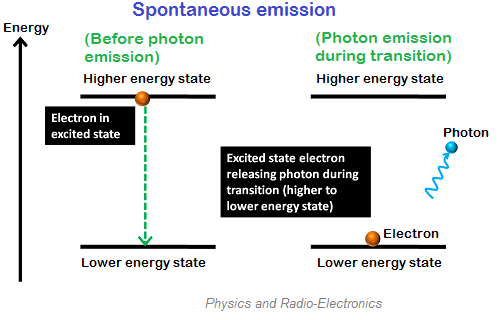 Spontaneous emission
Energy
(Before photon
emission)
Higher energy state
Electron in
excited state
Lower energy state
(Photon emission
during transition)
Higher energy state
Photon
Excited state electron
releasing photon during
transition (higher to
lower energy state)
Electron
Lower energy state
Physics and Radio-Electronics